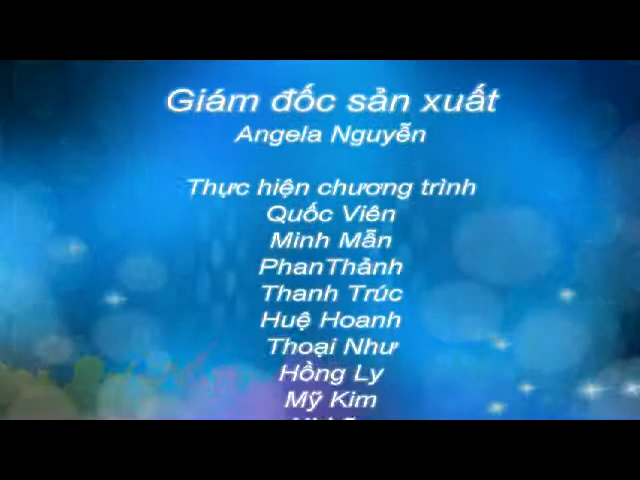 Giám đốc sản xuất
Angela Nguyễn
Thực hiện chương trình
Quốc Viên
Minh Mẫn
PhanThảnh
Thanh Trúc
Huệ Hoanh
Thoại Như
Hồng Ly
Mỹ Kim